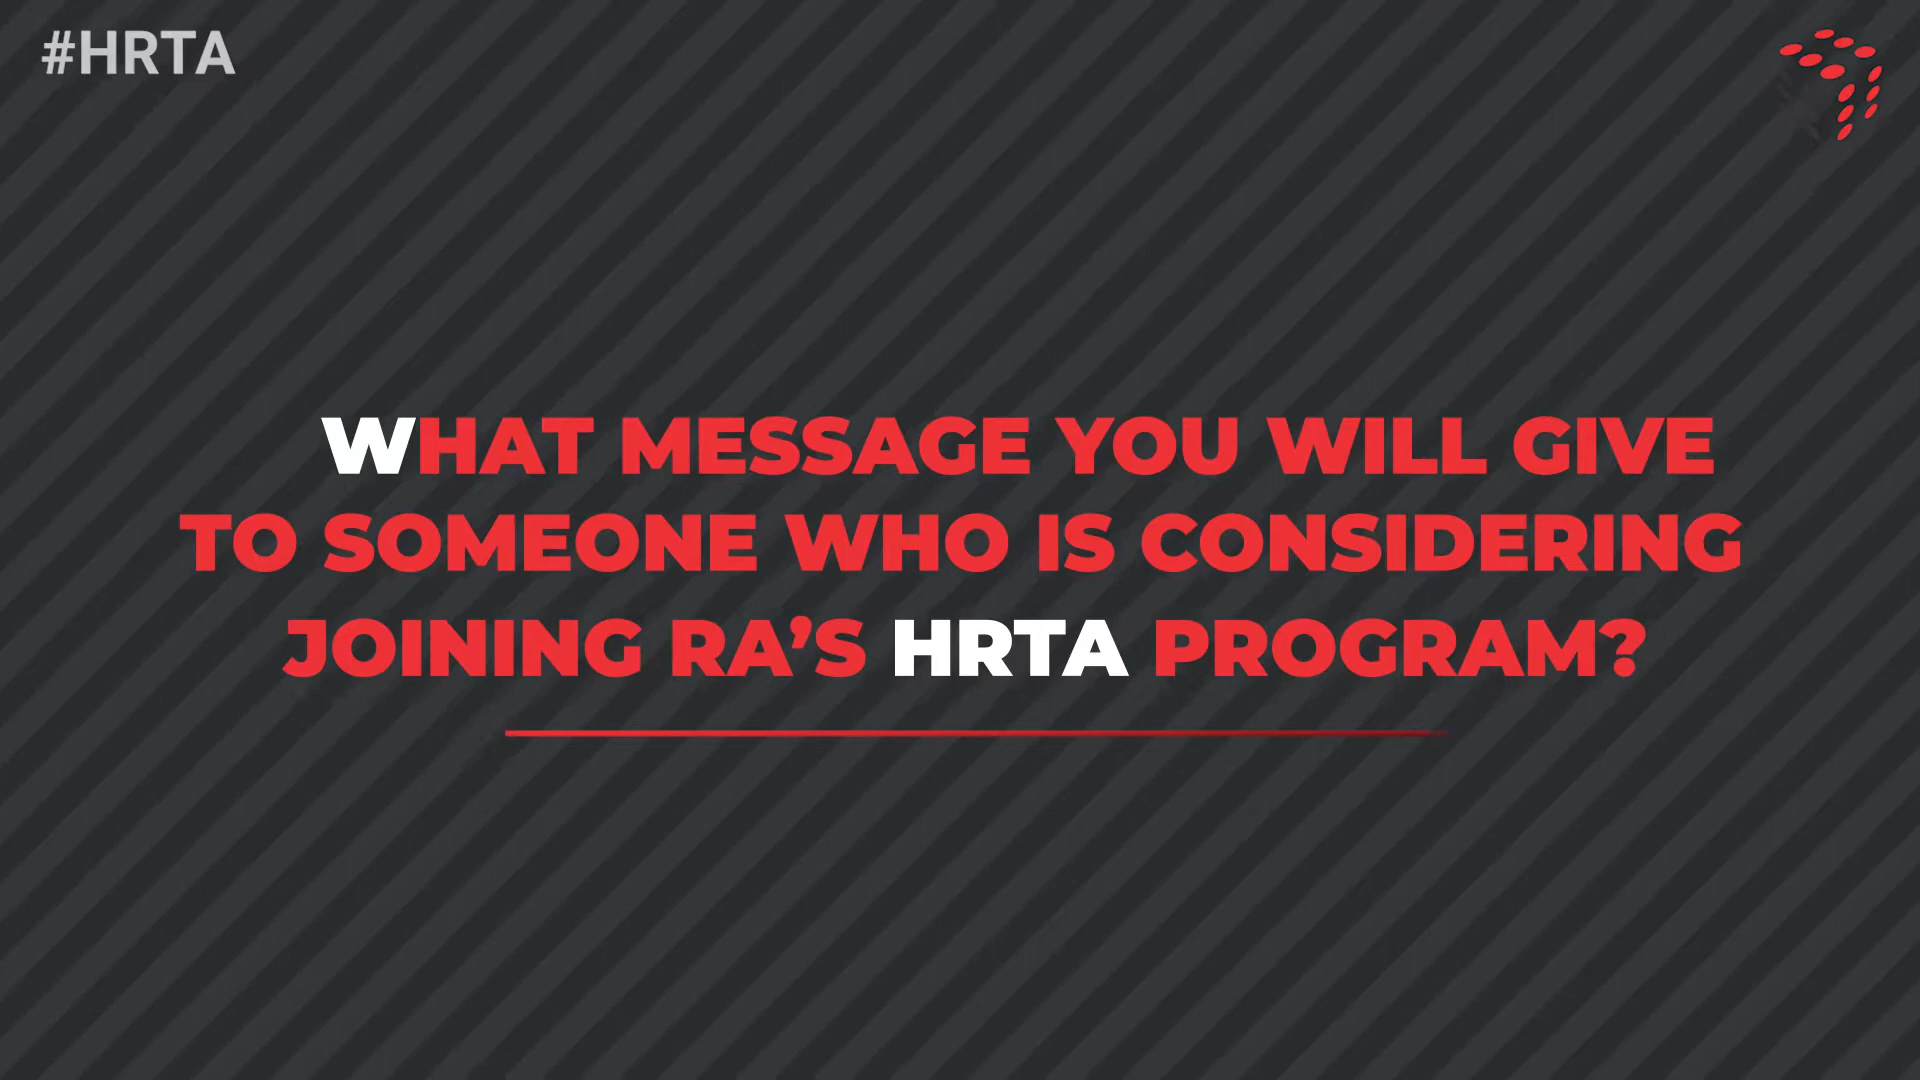 #HRTA
WHAT MESSAGE YOU WILL GIVE
TO SOMEONE WHO IS CONSIDERING
JOINING RA’S HRTA PROGRAM?